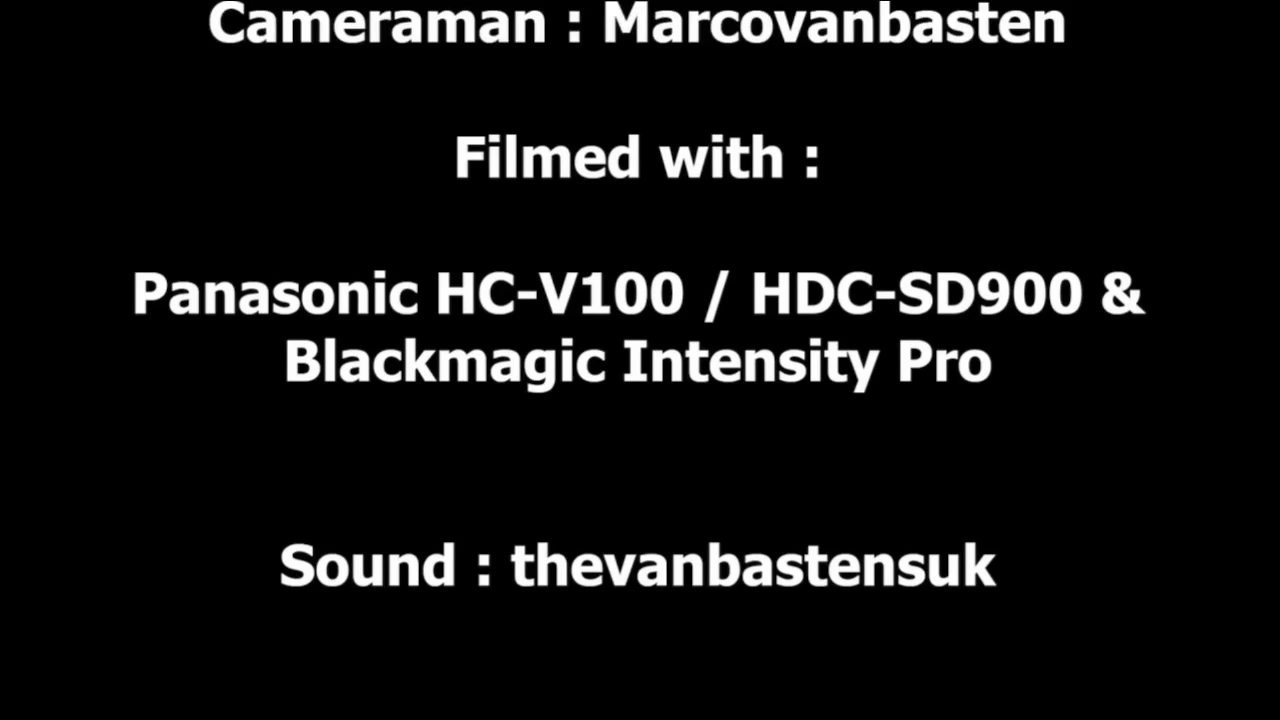 Cameraman : Marcovanbasten
Filmed with :
Panasonic HC-V100 / HDC-SD900 &
Blackmagic Intensity Pro
Sound : thevanbastensuk